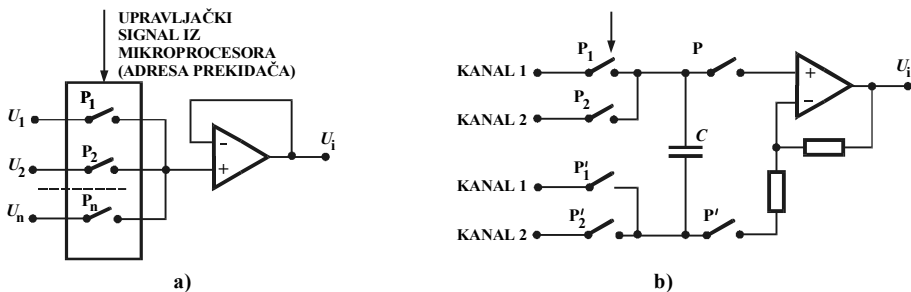 UPRAVLJAČKI
SIGNAL IZ
MIKROPROCESORA
(ADRESA PREKIDAČA)
P1
U1
P2
U2
Pn
Un
-
+
Ui
a)
P1
P
KANAL 1
P2
KANAL 2
C
+
-
Ui
P'1
KANAL 1
P'2
P'
KANAL 2
b)